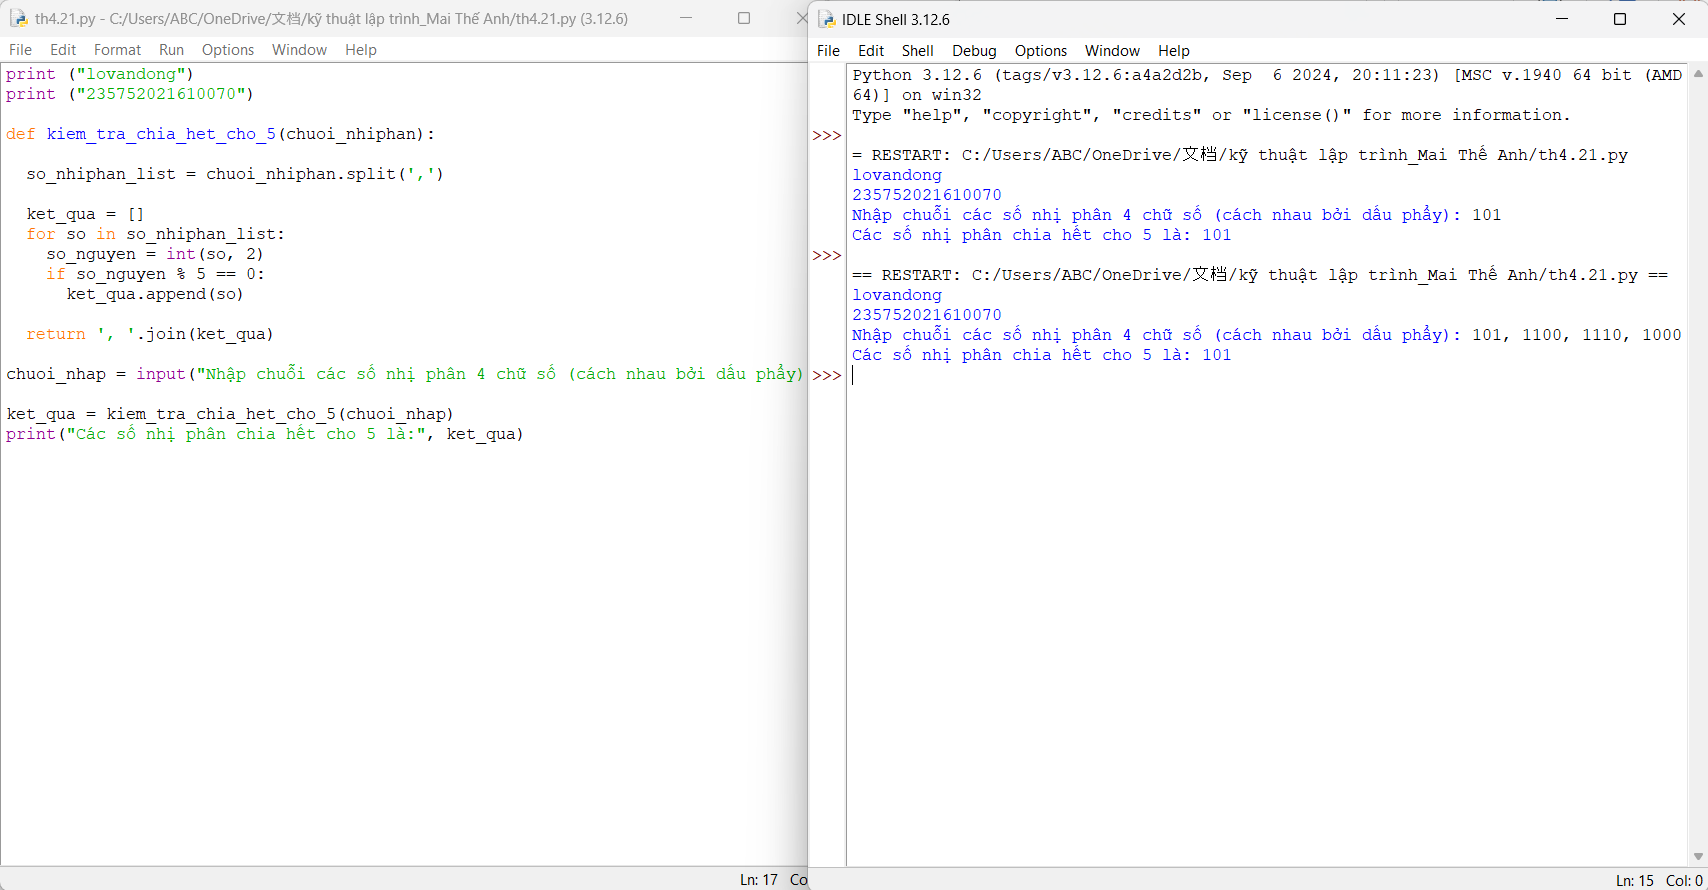 th4.21.py - C:/Users/ABC/OneDrive/文档/kỹ thuật lập trình_Mai Thế Anh/th4.21.py (3.12.6)
File Edit Format Run Options Window Help
print ("lovandong")
print ("235752021610070")
def kiem_tra_chia_het_cho_5(chuoi_nhiphan):
so_nhiphan_list = chuoi_nhiphan.split(',')
ket_qua = []
for so in so_nhiphan_list:
so_nguyen = int(so, 2)
if so_nguyen % 5 == 0:
ket_qua.append(so)
return ', '.join(ket_qua)
chuoi_nhap = input("Nhập chuỗi các số nhị phân 4 chữ số (cách nhau bởi dấu phẩy)
ket_qua = kiem_tra_chia_het_cho_5(chuoi_nhap)
print("Các số nhị phân chia hết cho 5 là:", ket_qua)
Ln: 17 Co
IDLE Shell 3.12.6
File Edit Shell Debug Options Window Help
Python 3.12.6 (tags/v3.12.6:a4a2d2b, Sep  6 2024, 20:11:23) [MSC v.1940 64 bit (AMD
64)] on win32
Type "help", "copyright", "credits" or "license()" for more information.
>>>
= RESTART: C:/Users/ABC/OneDrive/文档/kỹ thuật lập trình_Mai Thế Anh/th4.21.py
lovandong
235752021610070
Nhập chuỗi các số nhị phân 4 chữ số (cách nhau bởi dấu phẩy): 101
Các số nhị phân chia hết cho 5 là: 101
>>>
== RESTART: C:/Users/ABC/OneDrive/文档/kỹ thuật lập trình_Mai Thế Anh/th4.21.py ==
lovandong
235752021610070
Nhập chuỗi các số nhị phân 4 chữ số (cách nhau bởi dấu phẩy): 101, 1100, 1110, 1000
Các số nhị phân chia hết cho 5 là: 101
>>>
Ln: 15 Col: 0